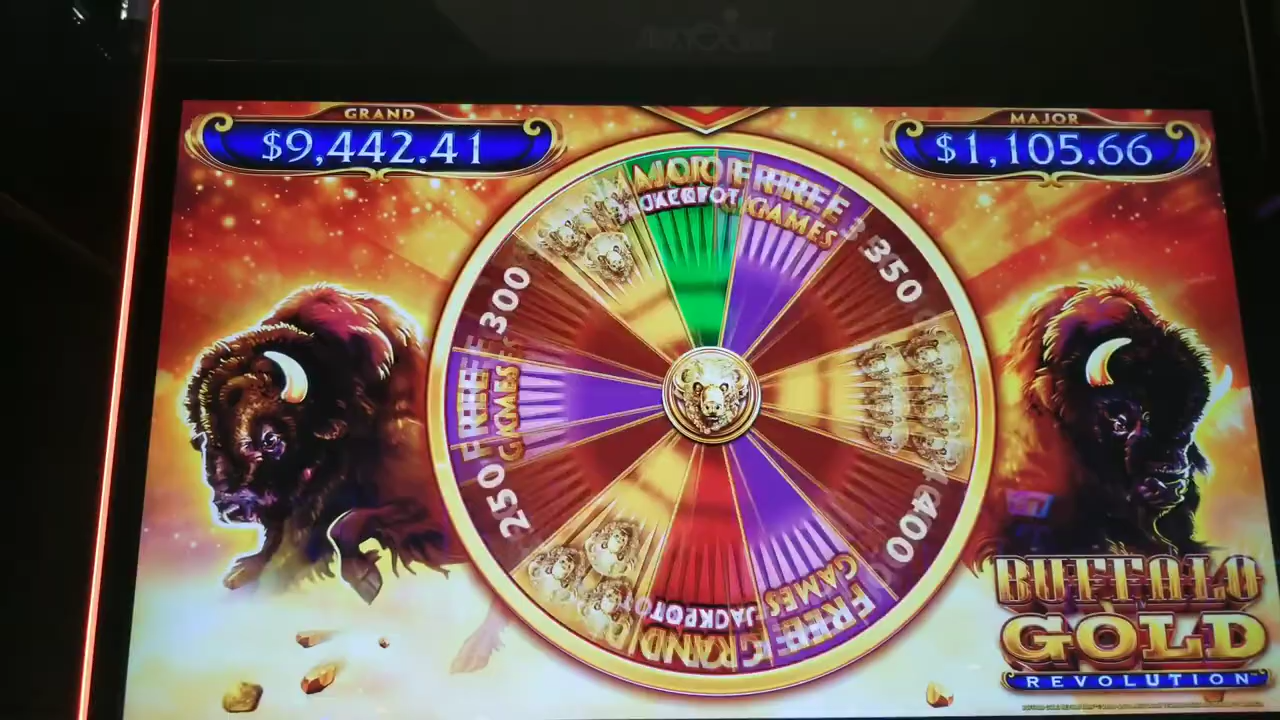 GRAND
$9,442.41
MAJOR
$1,105.66
MAJOR
JACKPOT
FREE
GAMES
350
300
FREE
GAMES
250
400
GRAND
JACKPOT
FREE
GAMES
BUFFALO
GOLD
REVOLUTION